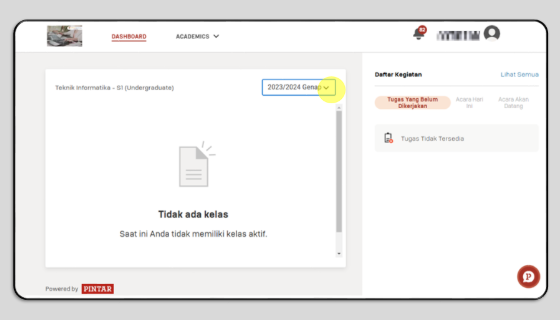 DASHBOARD
ACADEMICS
Teknik Informatika - S1 (Undergraduate)
2023/2024 Genap
Tidak ada kelas
Saat ini Anda tidak memiliki kelas aktif.
Daftar Kegiatan
Lihat Semua
Tugas Yang Belum
Dikerjakan
Acara Hari
Ini
Acara Akan
Datang
Tugas Tidak Tersedia
Powered by PINTAR
P